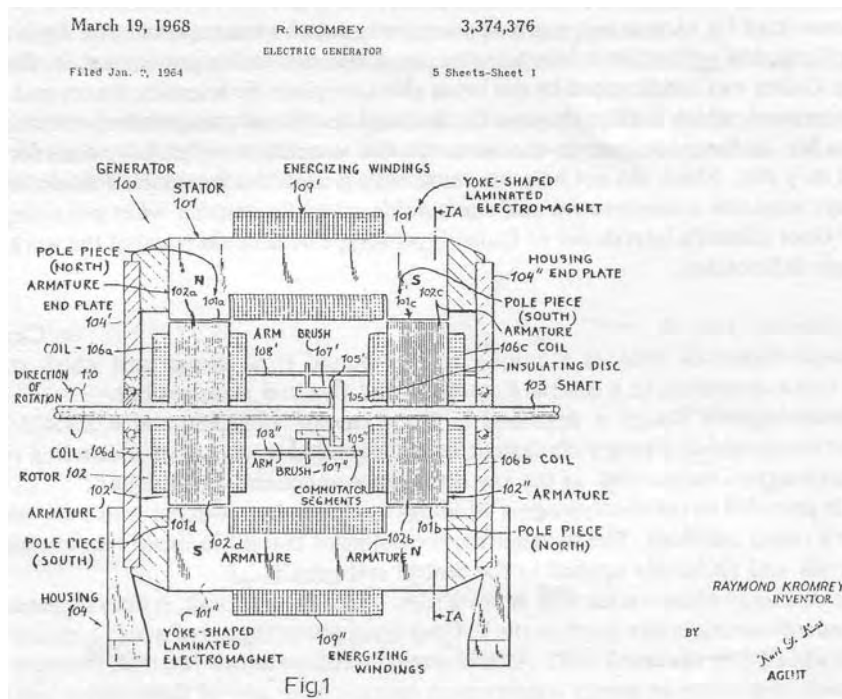 March 19, 1968 R. KROMREY 3,374,376
ELECTRIC GENERATOR
Filed Jan. 1964 5 Sheets-Sheet 1
GENERATOR
100
STATOR
101
ENERGIZING WINDINGS
109'
YOKE-SHAPED
LAMINATED
ELECTROMAGNET
101'
IA
POLE PIECE
(NORTH)
ARMATURE
102a
END PLATE
104'
N
101a
S
101c
102c
HOUSING
END PLATE
104"
POLE PIECE
(SOUTH)
ARMATURE
COIL - 106a
ARM
108'
BRUSH
107'
105'
106c COIL
INSULATING DISC
105
103 SHAFT
DIRECTION 110
OF
ROTATION
COIL - 106d
ROTOR 102
102'
ARMATURE
108"
ARM
BRUSH
107"
105"
COMMUTATOR
SEGMENTS
106b COIL
102"
ARMATURE
POLE PIECE
(SOUTH)
101d
S
102d
ARMATURE
ARMATURE
102b
N
101b
POLE PIECE
(NORTH)
HOUSING
104
101"
YOKE-SHAPED
LAMINATED
ELECTROMAGNET
109"
ENERGIZING
WINDINGS
IA
RAYMOND KROMREY
INVENTOR
BY
AGENT
Fig.1